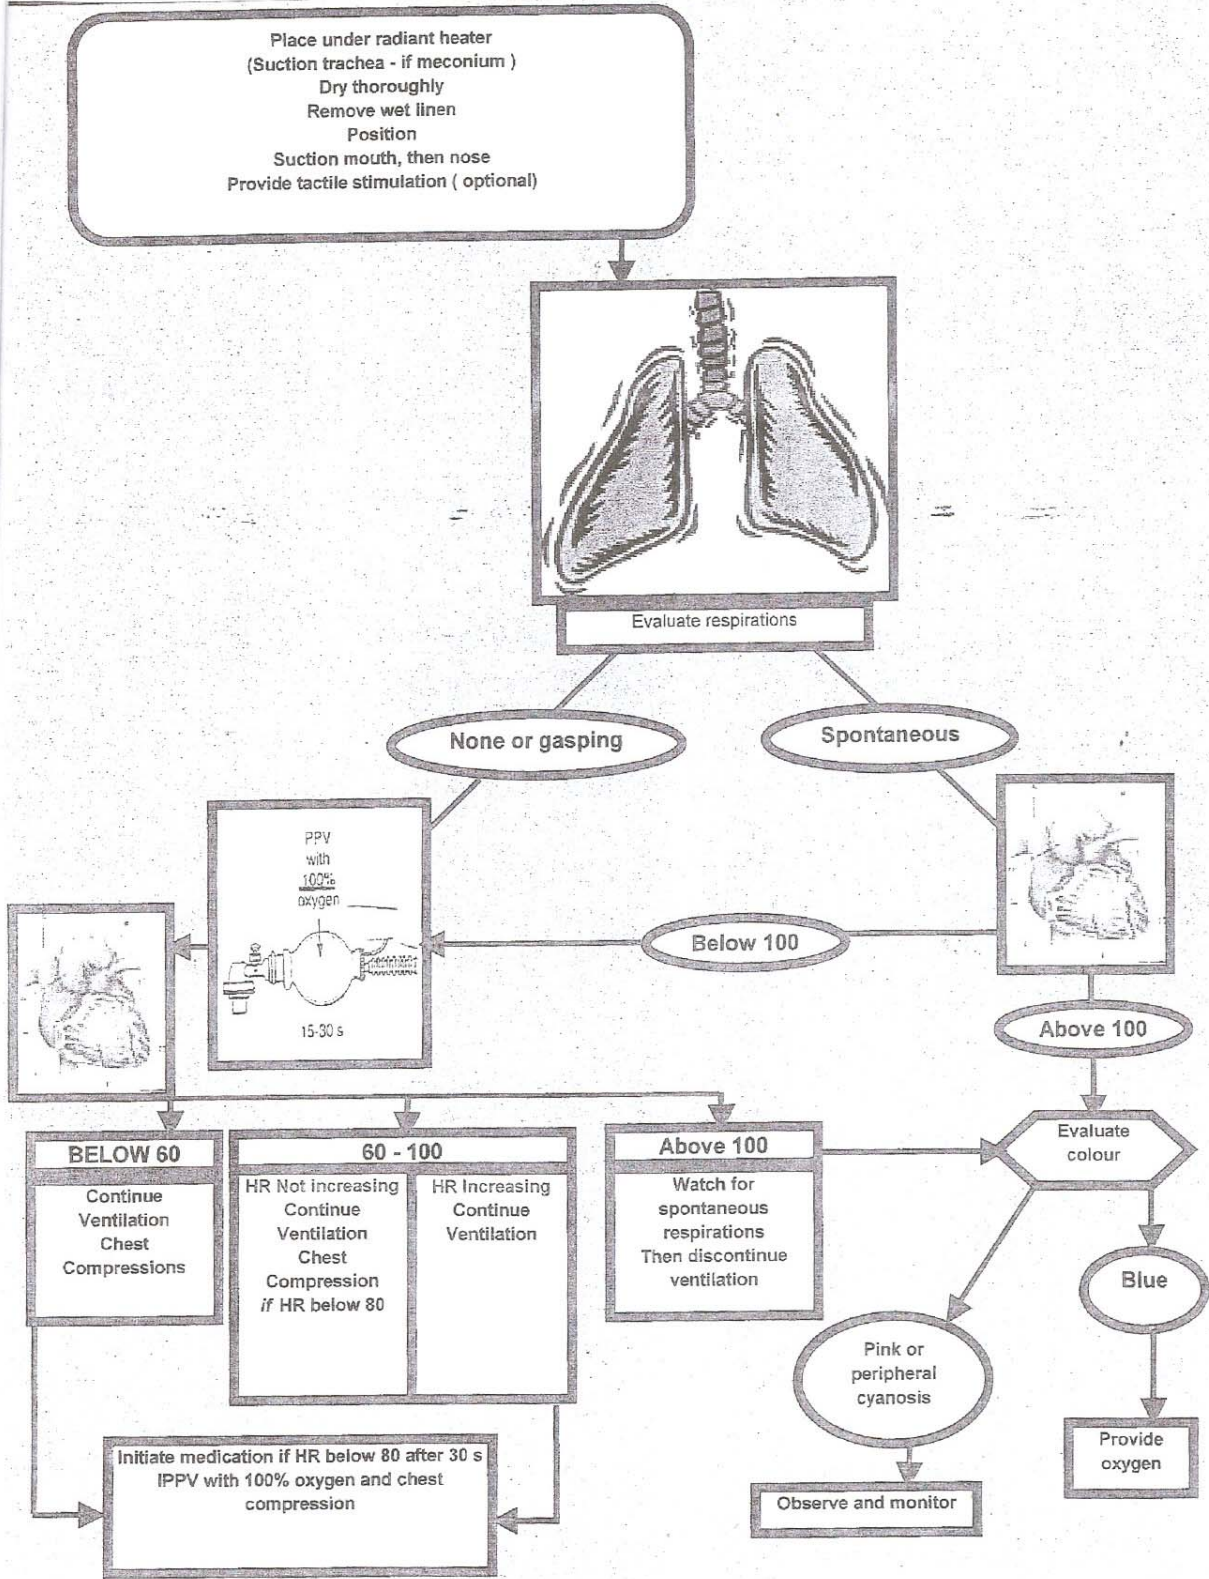 Place under radiant heater
(Suction trachea - if meconium )
Dry thoroughly
Remove wet linen
Position
Suction mouth, then nose
Provide tactile stimulation ( optional)
Evaluate respirations
None or gasping
Spontaneous
PPV
with
100%
oxygen
15-30 s
Below 100
Above 100
BELOW 60
Continue
Ventilation
Chest
Compressions
60 - 100
HR Not increasing
Continue
Ventilation
Chest
Compression
if HR below 80
HR Increasing
Continue
Ventilation
Above 100
Watch for
spontaneous
respirations
Then discontinue
ventilation
Evaluate
colour
Blue
Pink or
peripheral
cyanosis
Provide
oxygen
Observe and monitor
Initiate medication if HR below 80 after 30 s
IPPV with 100% oxygen and chest
compression